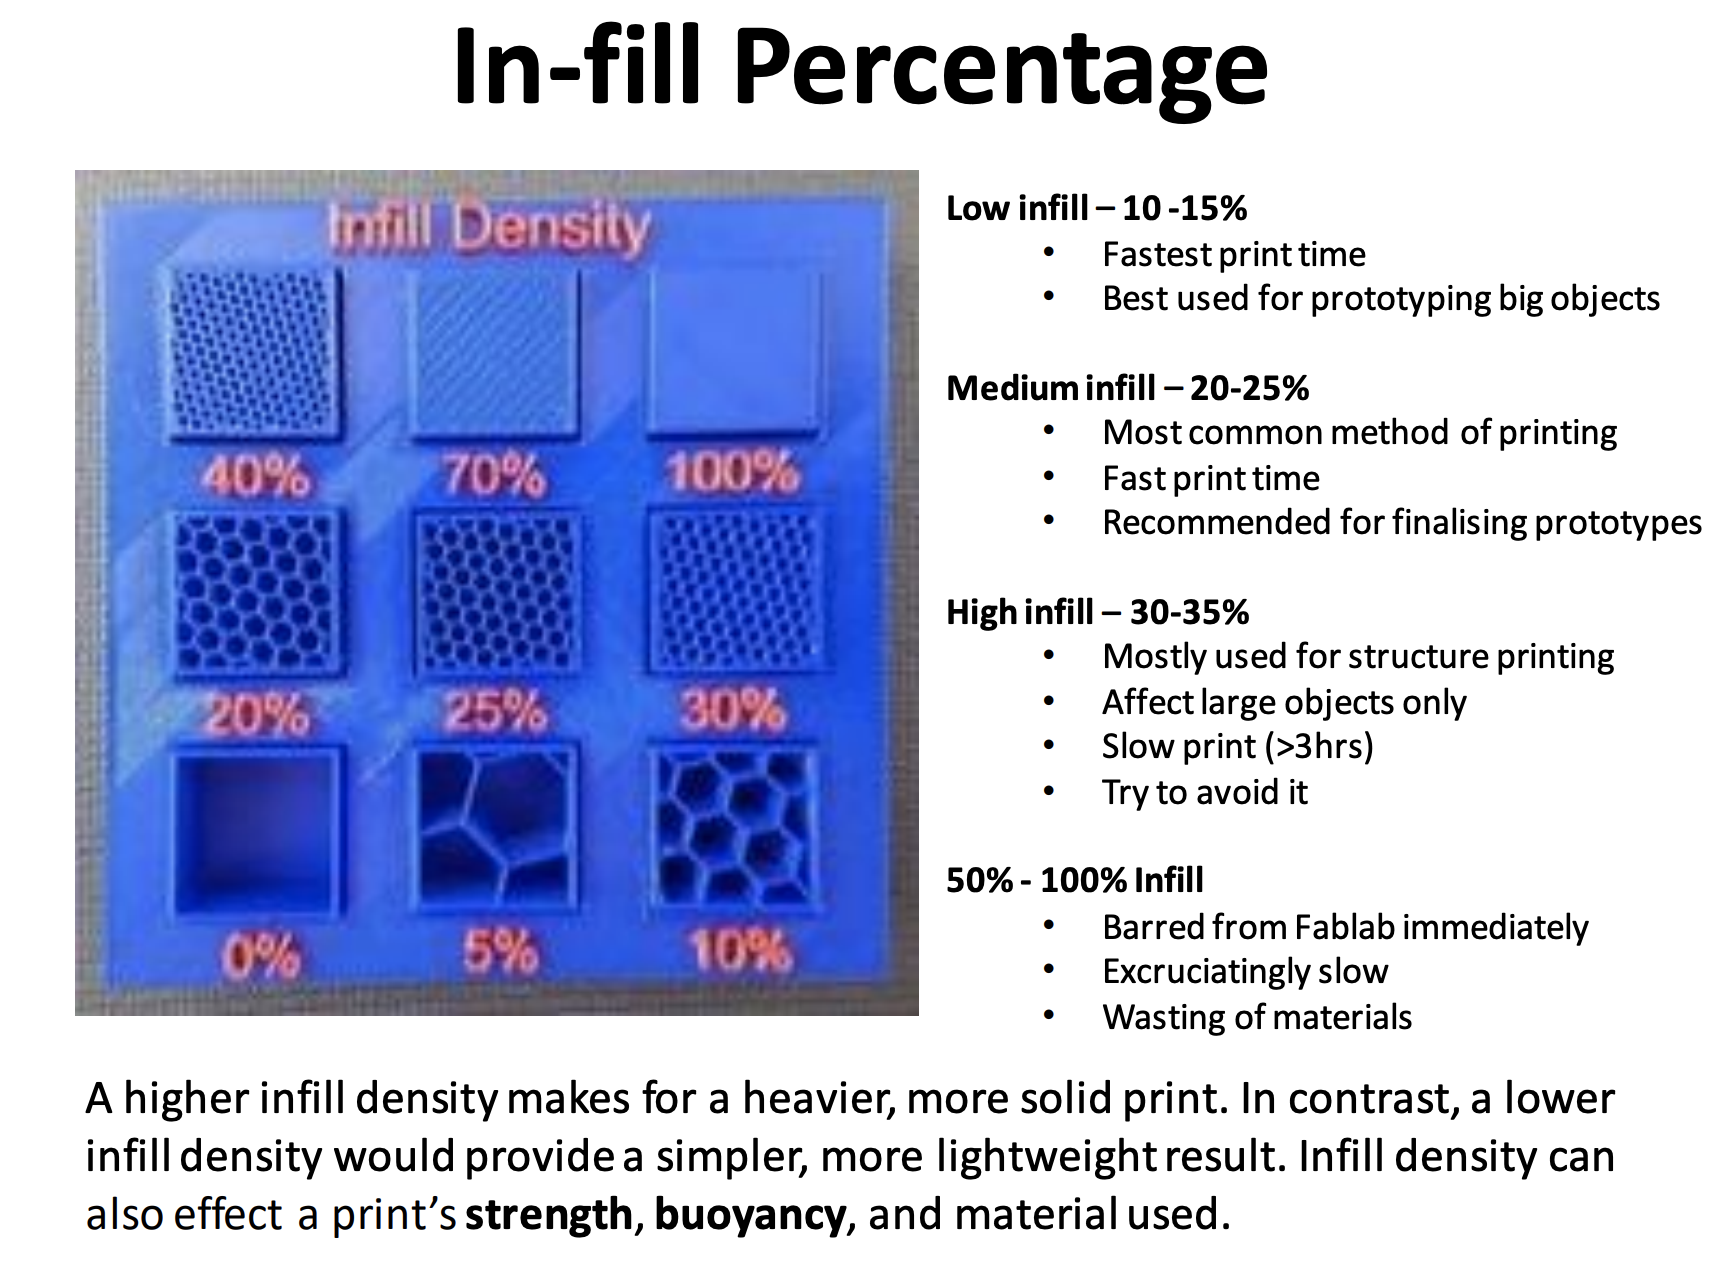 In-fill Percentage
Infill Density
40% 70% 100%
20% 25% 30%
0% 5% 10%
Low infill – 10 -15%
• Fastest print time
• Best used for prototyping big objects
Medium infill – 20-25%
• Most common method of printing
• Fast print time
• Recommended for finalising prototypes
High infill – 30-35%
• Mostly used for structure printing
• Affect large objects only
• Slow print (>3hrs)
• Try to avoid it
50% - 100% Infill
• Barred from Fablab immediately
• Excruciatingly slow
• Wasting of materials
A higher infill density makes for a heavier, more solid print. In contrast, a lower
infill density would provide a simpler, more lightweight result. Infill density can
also effect a print’s strength, buoyancy, and material used.